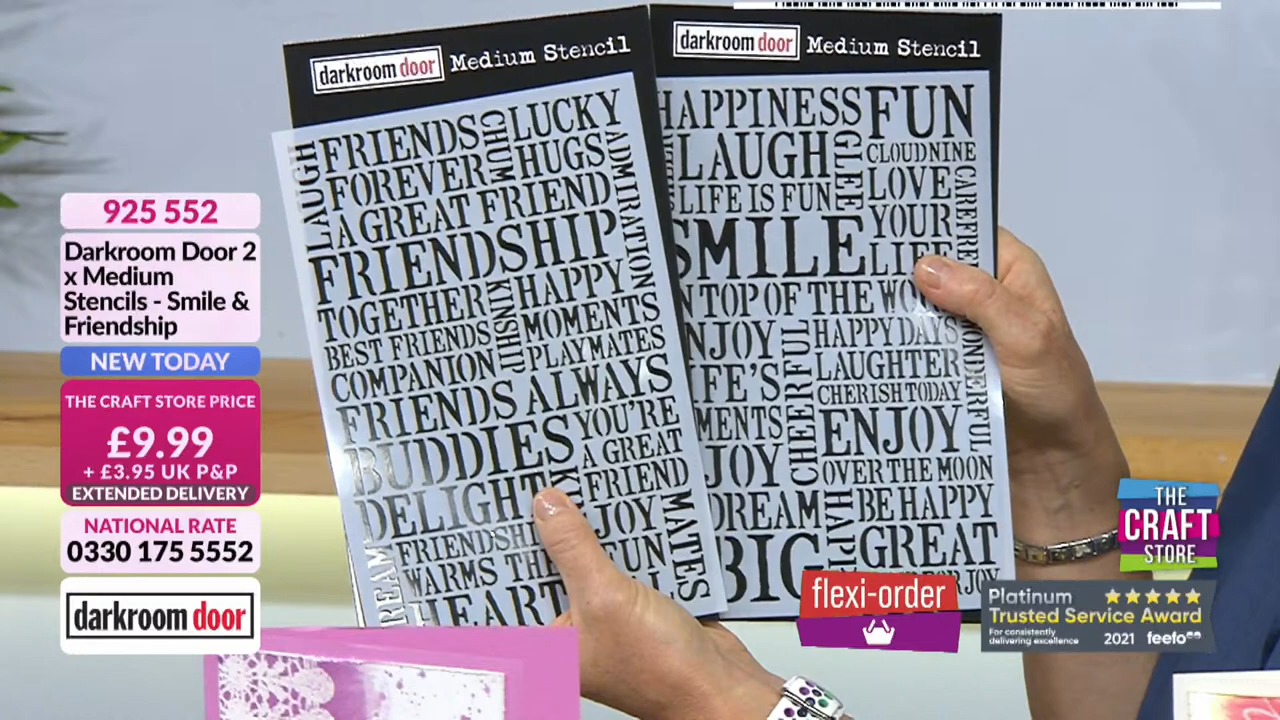 925 552
Darkroom Door 2
x Medium
Stencils - Smile &
Friendship
NEW TODAY
THE CRAFT STORE PRICE
£9.99
+ £3.95 UK P&P
EXTENDED DELIVERY
NATIONAL RATE
0330 175 5552
darkroom door
darkroom door Medium Stencil
LAUGH
FRIENDS
CHUM
LUCKY
FOREVER
HUGS
ADMIRATION
A GREAT FRIEND
FRIENDSHIP
TOGETHER
KINSHIP
HAPPY
BEST FRIENDS
MOMENTS
COMPANION
PLAYMATES
FRIENDS ALWAYS
BUDDIES
YOU'RE
A GREAT
FRIEND
DELIGHT
JOY
MATES
FRIENDSHIP
WARMS THE
FUN
HEART
darkroom door Medium Stencil
HAPPINESS
FUN
LAUGH
GLEE
CLOUD NINE
LIFE IS FUN
LOVE
YOUR
LIFE
CAREFREE
SMILE
N TOP OF THE WO
ENJOY
CHEERFUL
HAPPY DAYS
LIFE'S
LAUGHTER
WONDERFUL
MENTS
CHERISH TODAY
JOY
ENJOY
OVER THE MOON
DREAM
HAPPY
BE HAPPY
BIG
GREAT
JOY
flexi-order
THE
CRAFT
STORE
Platinum
Trusted Service Award
For consistently
delivering excellence
2021 feefo